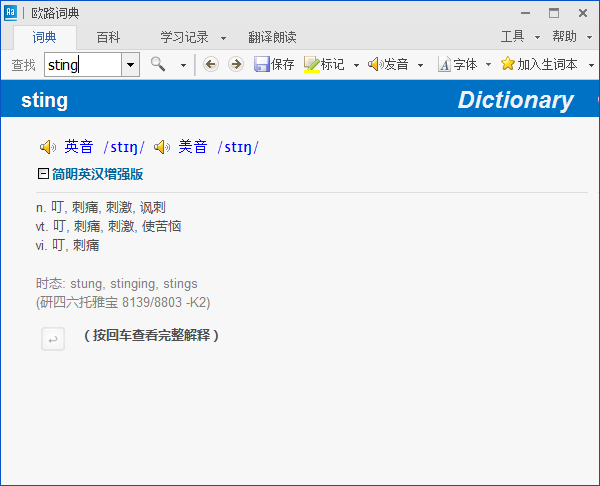 欧路词典
词典 百科 学习记录 翻译朗读 工具 帮助
查找 sting 保存 标记 发音 字体 加入生词本
sting Dictionary
英音 /stɪŋ/ 美音 /stɪŋ/
简明英汉增强版
n. 叮, 刺痛, 刺激, 讽刺
vt. 叮, 刺痛, 刺激, 使苦恼
vi. 叮, 刺痛
时态: stung, stinging, stings
(研四六托雅宝 8139/8803 -K2)
（按回车查看完整解释）